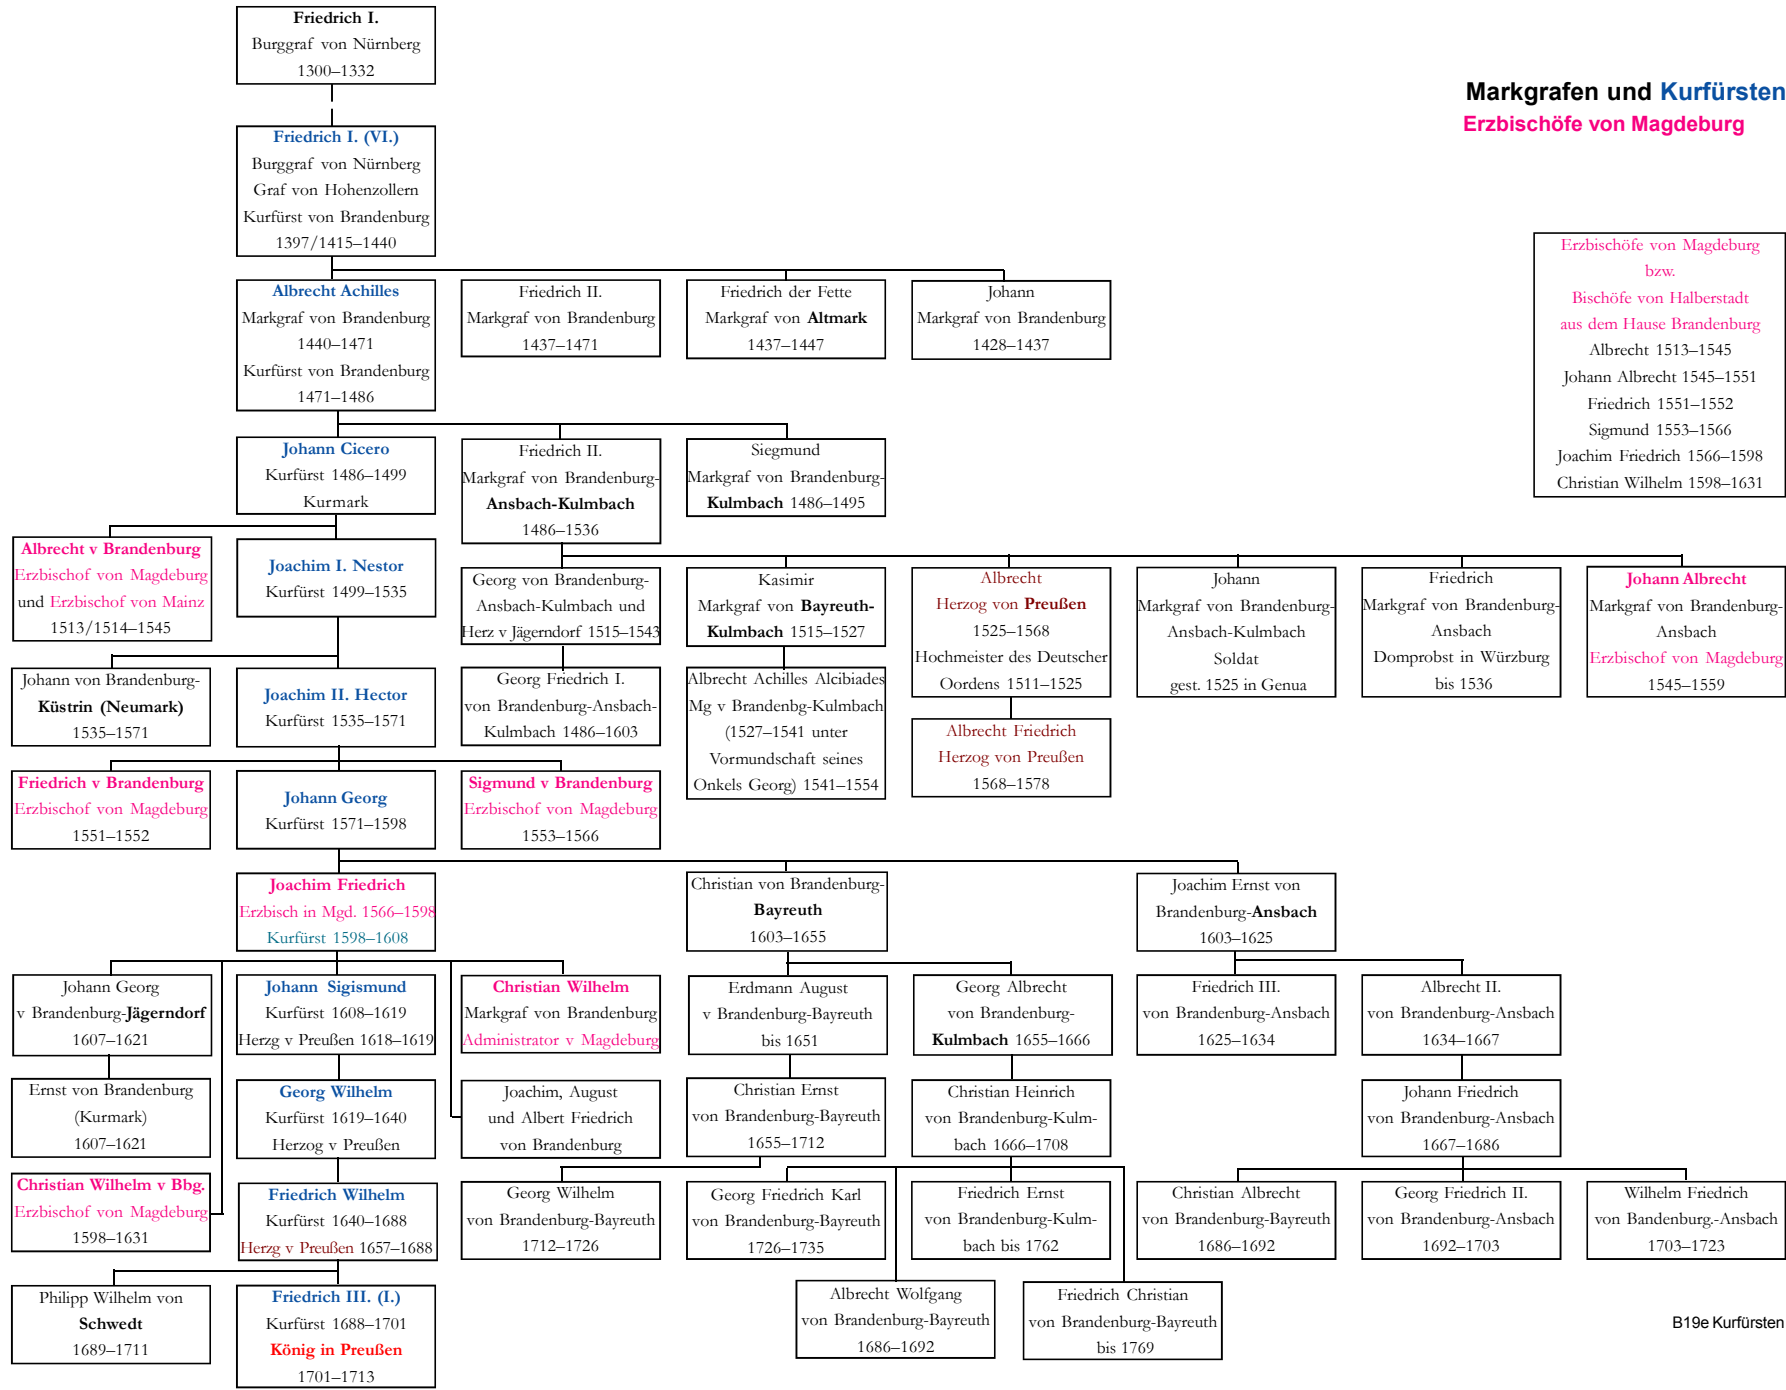 Friedrich I.
Burggraf von Nürnberg
1300–1332
Markgrafen und Kurfürsten
Erzbischöfe von Magdeburg
Friedrich I. (VI.)
Burggraf von Nürnberg
Graf von Hohenzollern
Kurfürst von Brandenburg
1397/1415–1440
Erzbischöfe von Magdeburg
bzw.
Bischöfe von Halberstadt
aus dem Hause Brandenburg
Albrecht 1513–1545
Johann Albrecht 1545–1551
Friedrich 1551–1552
Sigmund 1553–1566
Joachim Friedrich 1566–1598
Christian Wilhelm 1598–1631
Albrecht Achilles
Markgraf von Brandenburg
1440–1471
Kurfürst von Brandenburg
1471–1486
Friedrich II.
Markgraf von Brandenburg
1437–1471
Friedrich der Fette
Markgraf von Altmark
1437–1447
Johann
Markgraf von Brandenburg
1428–1437
Johann Cicero
Kurfürst 1486–1499
Kurmark
Friedrich II.
Markgraf von Brandenburg-
Ansbach-Kulmbach
1486–1536
Siegmund
Markgraf von Brandenburg-
Kulmbach 1486–1495
Albrecht v Brandenburg
Erzbischof von Magdeburg
und Erzbischof von Mainz
1513/1514–1545
Joachim I. Nestor
Kurfürst 1499–1535
Georg von Brandenburg-
Ansbach-Kulmbach und
Herz v Jägerndorf 1515–1543
Kasimir
Markgraf von Bayreuth-
Kulmbach 1515–1527
Albrecht
Herzog von Preußen
1525–1568
Hochmeister des Deutscher
Oordens 1511–1525
Johann
Markgraf von Brandenburg-
Ansbach-Kulmbach
Soldat
gest. 1525 in Genua
Friedrich
Markgraf von Brandenburg-
Ansbach
Domprobst in Würzburg
bis 1536
Johann Albrecht
Markgraf von Brandenburg-
Ansbach
Erzbischof von Magdeburg
1545–1559
Johann von Brandenburg-
Küstrin (Neumark)
1535–1571
Joachim II. Hector
Kurfürst 1535–1571
Georg Friedrich I.
von Brandenburg-Ansbach-
Kulmbach 1486–1603
Albrecht Achilles Alcibiades
Mg v Brandenbg-Kulmbach
(1527–1541 unter
Vormundschaft seines
Onkels Georg) 1541–1554
Albrecht Friedrich
Herzog von Preußen
1568–1578
Friedrich v Brandenburg
Erzbischof von Magdeburg
1551–1552
Johann Georg
Kurfürst 1571–1598
Sigmund v Brandenburg
Erzbischof von Magdeburg
1553–1566
Joachim Friedrich
Erzbisch in Mgd. 1566–1598
Kurfürst 1598–1608
Christian von Brandenburg-
Bayreuth
1603–1655
Joachim Ernst von
Brandenburg-Ansbach
1603–1625
Johann Georg
v Brandenburg-Jägerndorf
1607–1621
Johann Sigismund
Kurfürst 1608–1619
Herzg v Preußen 1618–1619
Christian Wilhelm
Markgraf von Brandenburg
Administrator v Magdeburg
Erdmann August
v Brandenburg-Bayreuth
bis 1651
Georg Albrecht
von Brandenburg-
Kulmbach 1655–1666
Friedrich III.
von Brandenburg-Ansbach
1625–1634
Albrecht II.
von Brandenburg-Ansbach
1634–1667
Ernst von Brandenburg
(Kurmark)
1607–1621
Georg Wilhelm
Kurfürst 1619–1640
Herzog v Preußen
Joachim, August
und Albert Friedrich
von Brandenburg
Christian Ernst
von Brandenburg-Bayreuth
1655–1712
Christian Heinrich
von Brandenburg-Kulm-
bach 1666–1708
Johann Friedrich
von Brandenburg-Ansbach
1667–1686
Christian Wilhelm v Bbg.
Erzbischof von Magdeburg
1598–1631
Friedrich Wilhelm
Kurfürst 1640–1688
Herzg v Preußen 1657–1688
Georg Wilhelm
von Brandenburg-Bayreuth
1712–1726
Georg Friedrich Karl
von Brandenburg-Bayreuth
1726–1735
Friedrich Ernst
von Brandenburg-Kulm-
bach bis 1762
Christian Albrecht
von Brandenburg-Bayreuth
1686–1692
Georg Friedrich II.
von Brandenburg-Ansbach
1692–1703
Wilhelm Friedrich
von Bandenburg.-Ansbach
1703–1723
Philipp Wilhelm von
Schwedt
1689–1711
Friedrich III. (I.)
Kurfürst 1688–1701
König in Preußen
1701–1713
Albrecht Wolfgang
von Brandenburg-Bayreuth
1686–1692
Friedrich Christian
von Brandenburg-Bayreuth
bis 1769
B19e Kurfürsten